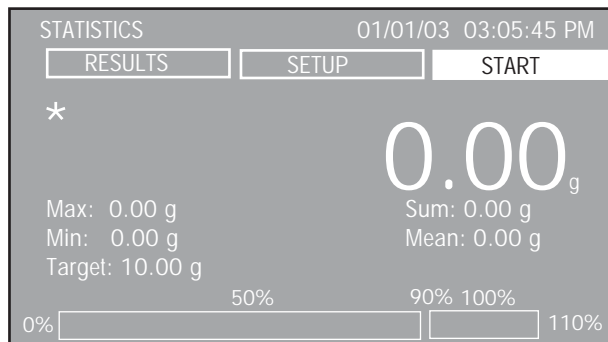 STATISTICS 01/01/03 03:05:45 PM
RESULTS SETUP START
*
0.00 g
Max: 0.00 g Sum: 0.00 g
Min: 0.00 g Mean: 0.00 g
Target: 10.00 g
50% 90% 100%
0% 110%